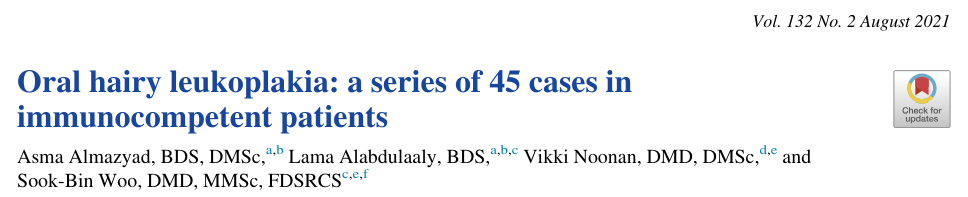 Vol. 132 No. 2 August 2021
Oral hairy leukoplakia: a series of 45 cases in
immunocompetent patients
Check for
updates
Asma Almazyad, BDS, DMSc,a,b Lama Alabdulaaly, BDS,a,b,c Vikki Noonan, DMD, DMSc,d,e and
Sook-Bin Woo, DMD, MMSc, FDSRCSc,e,f